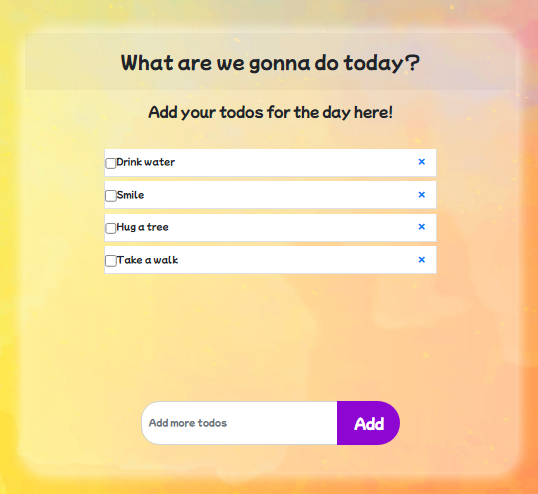 What are we gonna do today?
Add your todos for the day here!
Drink water ×
Smile ×
Hug a tree ×
Take a walk ×
Add more todos Add